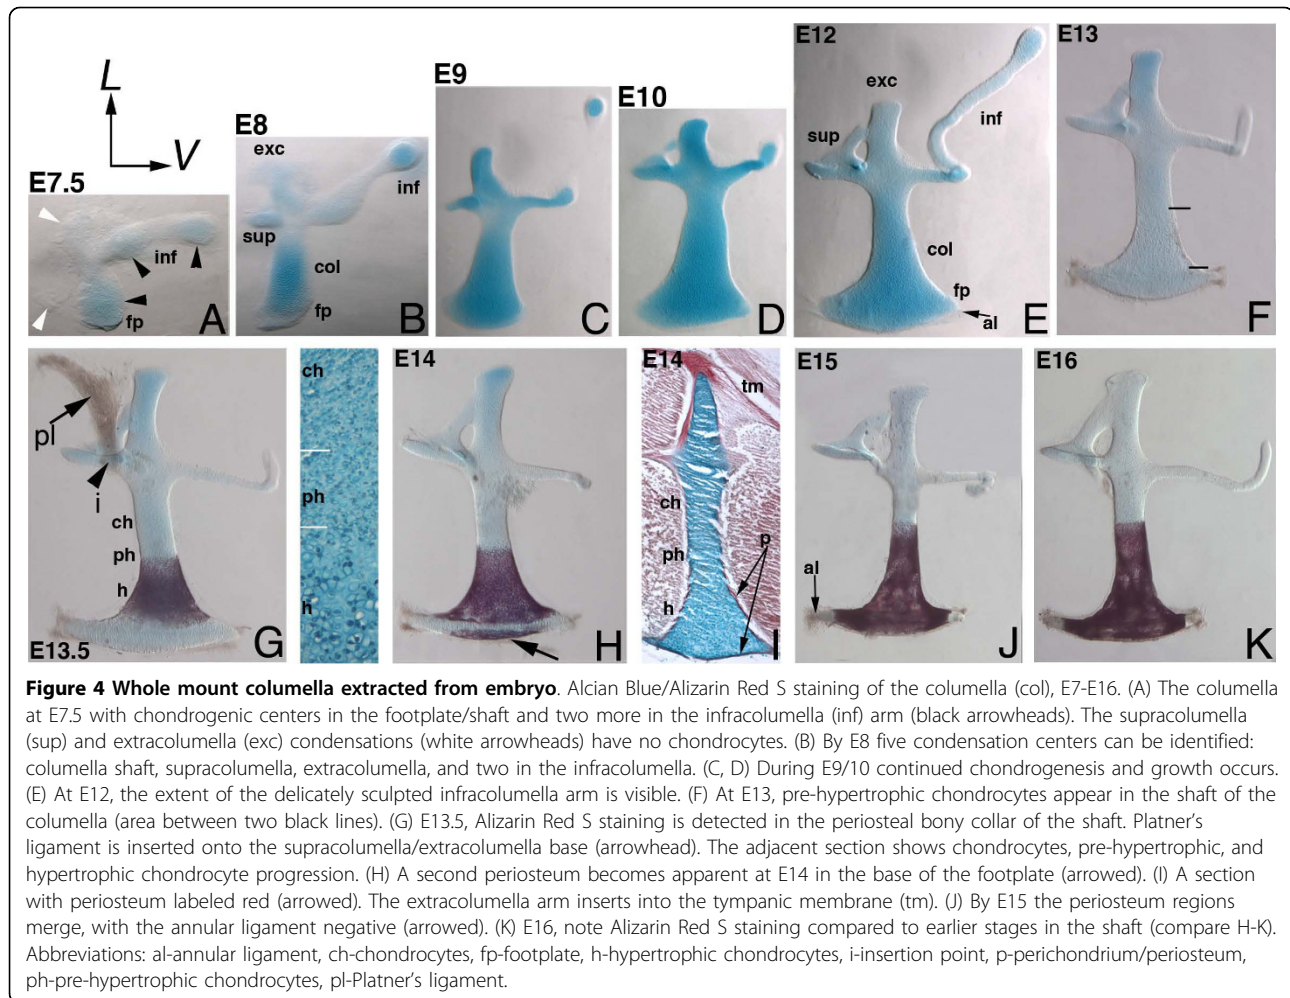 L
V
E7.5
inf
fp
A
E8
exc
inf
sup
col
fp
B
E9
C
E10
D
E12
exc
sup
inf
col
fp
al
E
E13
F
pl
i
ch
ph
h
E13.5
G
ch
ph
h
E14
H
E14
tm
ch
p
ph
h
I
E15
al
J
E16
K
Figure 4 Whole mount columella extracted from embryo. Alcian Blue/Alizarin Red S staining of the columella (col), E7-E16. (A) The columella
at E7.5 with chondrogenic centers in the footplate/shaft and two more in the infracolumella (inf) arm (black arrowheads). The supracolumella
(sup) and extracolumella (exc) condensations (white arrowheads) have no chondrocytes. (B) By E8 five condensation centers can be identified:
columella shaft, supracolumella, extracolumella, and two in the infracolumella. (C, D) During E9/10 continued chondrogenesis and growth occurs.
(E) At E12, the extent of the delicately sculpted infracolumella arm is visible. (F) At E13, pre-hypertrophic chondrocytes appear in the shaft of the
columella (area between two black lines). (G) E13.5, Alizarin Red S staining is detected in the periosteal bony collar of the shaft. Platner's
ligament is inserted onto the supracolumella/extracolumella base (arrowhead). The adjacent section shows chondrocytes, pre-hypertrophic, and
hypertrophic chondrocyte progression. (H) A second periosteum becomes apparent at E14 in the base of the footplate (arrowed). (I) A section
with periosteum labeled red (arrowed). The extracolumella arm inserts into the tympanic membrane (tm). (J) By E15 the periosteum regions
merge, with the annular ligament negative (arrowed). (K) E16, note Alizarin Red S staining compared to earlier stages in the shaft (compare H-K).
Abbreviations: al-annular ligament, ch-chondrocytes, fp-footplate, h-hypertrophic chondrocytes, i-insertion point, p-perichondrium/periosteum,
ph-pre-hypertrophic chondrocytes, pl-Platner's ligament.